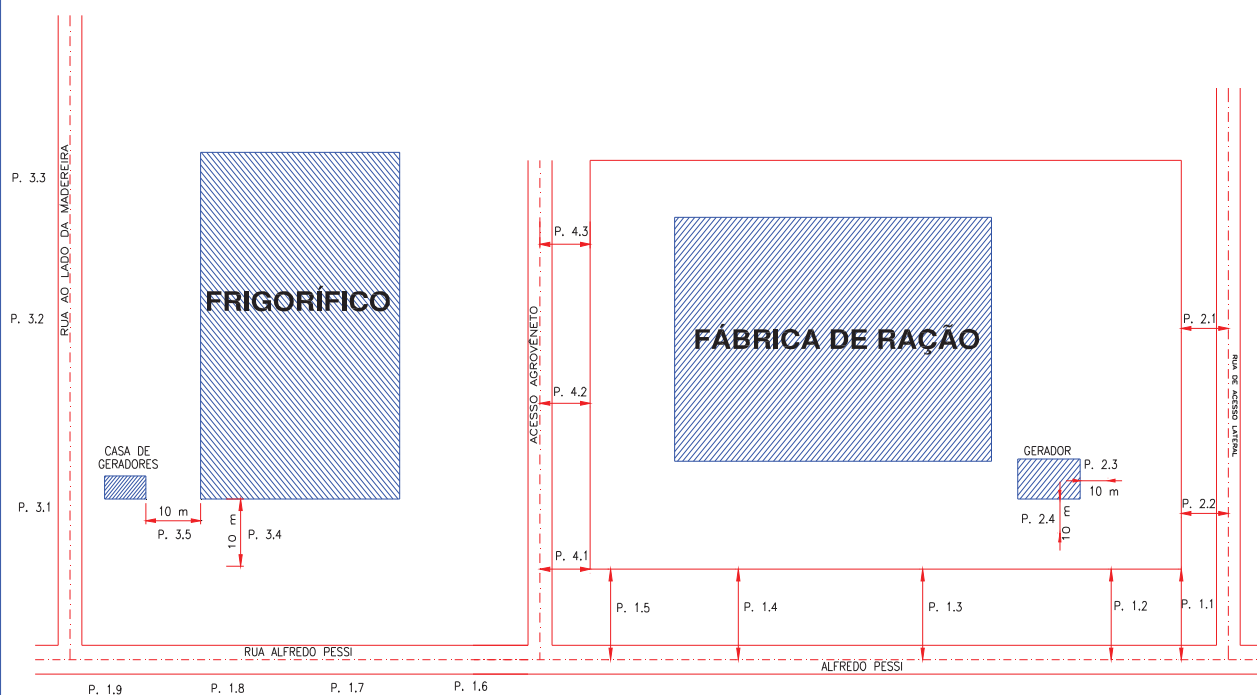 P. 3.3
RUA AO LADO DA MADEREIRA
P. 3.2
P. 3.1
FRIGORÍFICO
CASA DE
GERADORES
10 m
P. 3.5
10 m
P. 3.4
ACESSO AGROVÊNETO
P. 4.3
P. 4.2
P. 4.1
FÁBRICA DE RAÇÃO
GERADOR
P. 2.3
10 m
P. 2.4
10 m
P. 2.1
P. 2.2
RUA DE ACESSO LATERAL
P. 1.5
P. 1.4
P. 1.3
P. 1.2
P. 1.1
RUA ALFREDO PESSI
ALFREDO PESSI
P. 1.9
P. 1.8
P. 1.7
P. 1.6